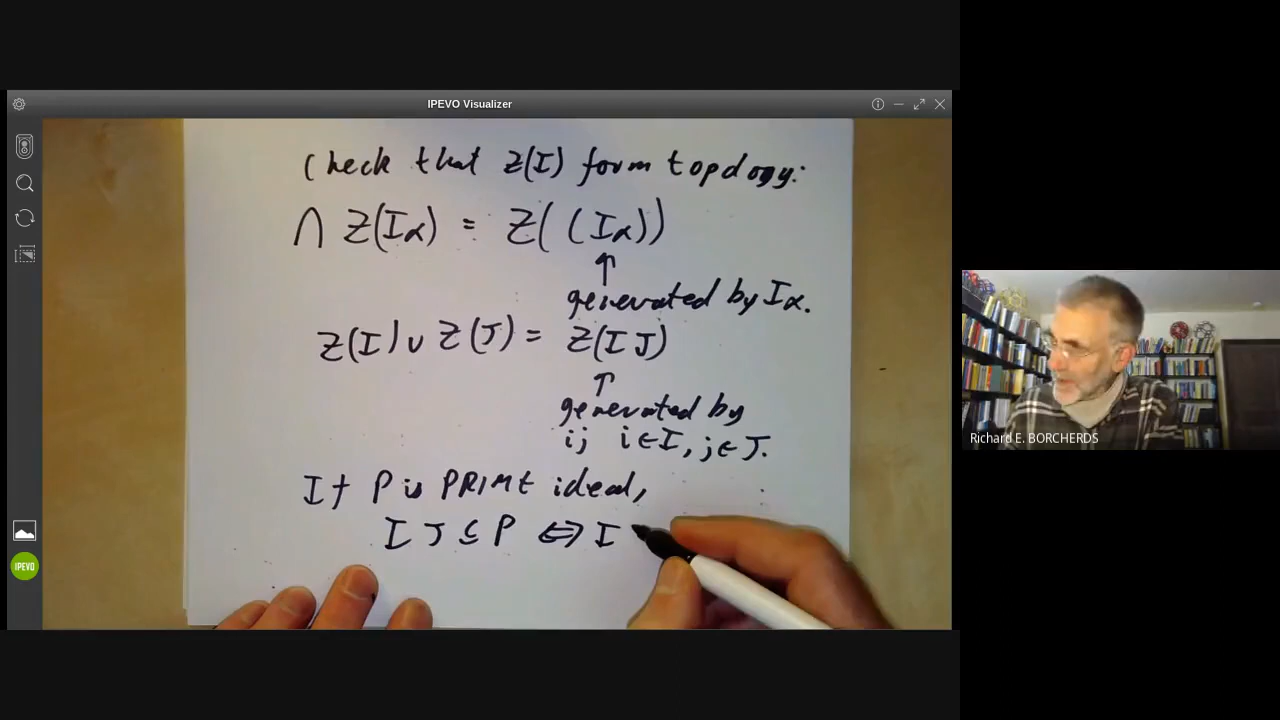 IPEVO Visualizer
Check that Z(I) form topology:
∩ Z(Iα) = Z((Iα))
↑
generated by Iα.
Z(I) ∪ Z(J) = Z(IJ)
↑
generated by
ij i∈I, j∈J.
If P is PRIME ideal,
I J ⊆ P ⇔ I
IPEVO
Richard E. BORCHERDS